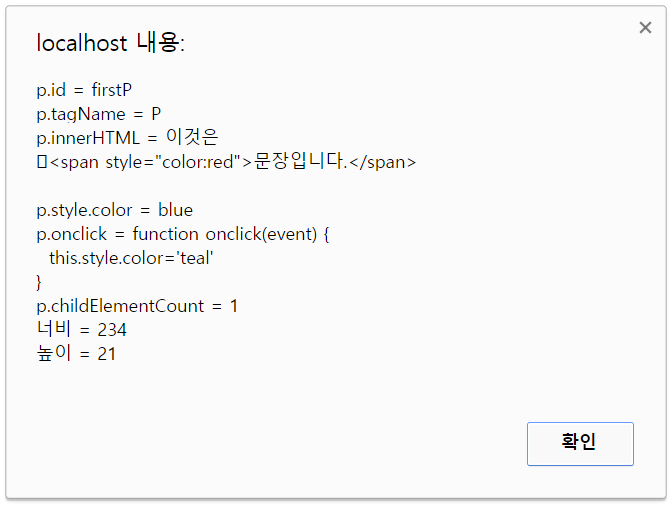 localhost 내용:
p.id = firstP
p.tagName = P
p.innerHTML = 이것은
<span style="color:red">문장입니다.</span>
p.style.color = blue
p.onclick = function onclick(event) {
this.style.color='teal'
}
p.childElementCount = 1
너비 = 234
높이 = 21
확인